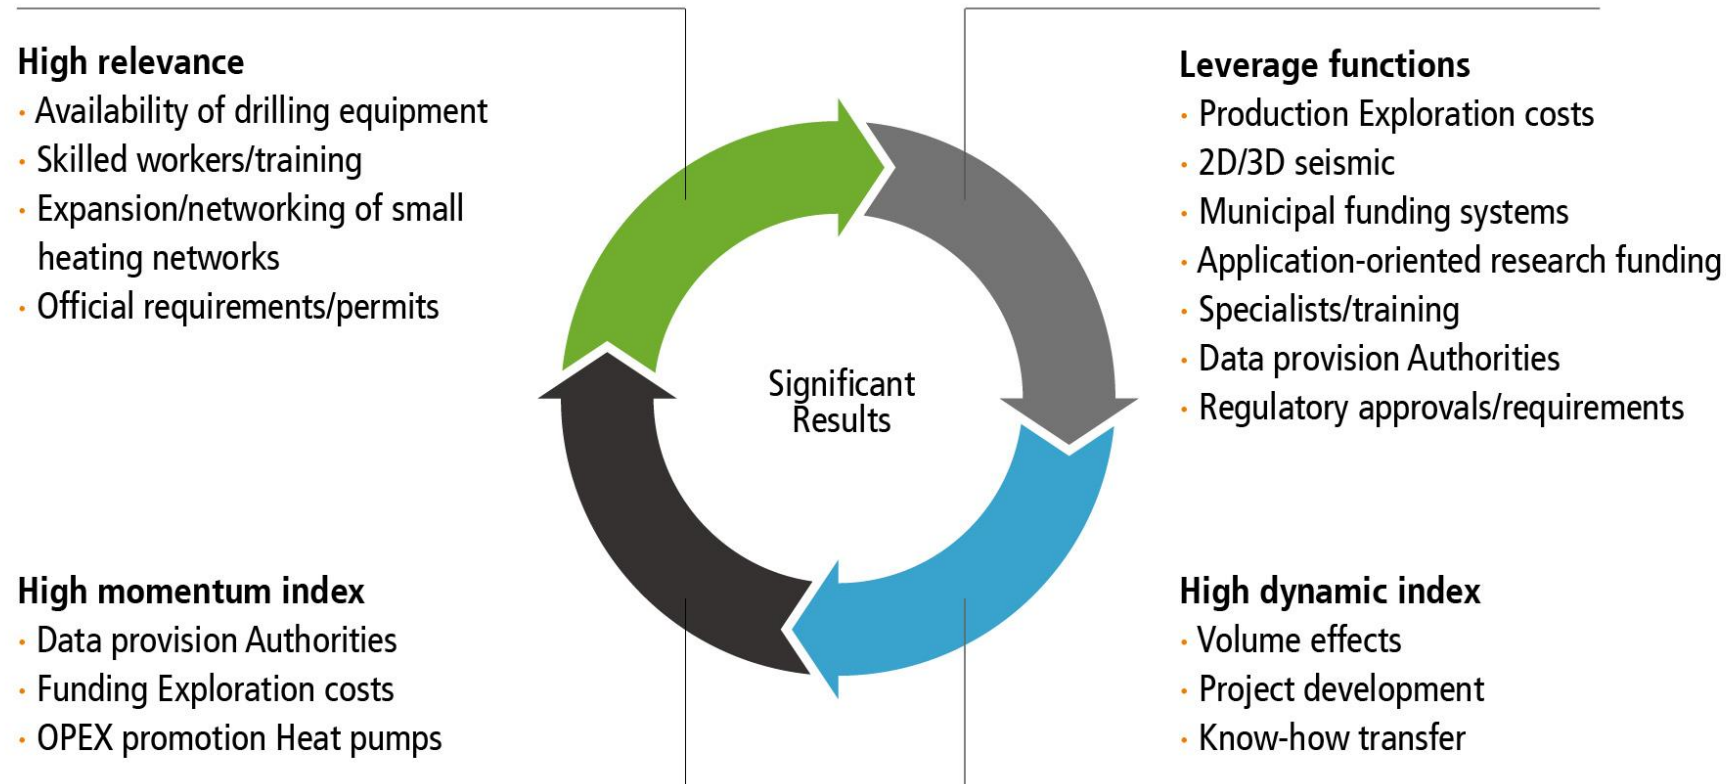 High relevance
· Availability of drilling equipment
· Skilled workers/training
· Expansion/networking of small
heating networks
· Official requirements/permits
Leverage functions
· Production Exploration costs
· 2D/3D seismic
· Municipal funding systems
· Application-oriented research funding
· Specialists/training
· Data provision Authorities
· Regulatory approvals/requirements
Significant
Results
High momentum index
· Data provision Authorities
· Funding Exploration costs
· OPEX promotion Heat pumps
High dynamic index
· Volume effects
· Project development
· Know-how transfer